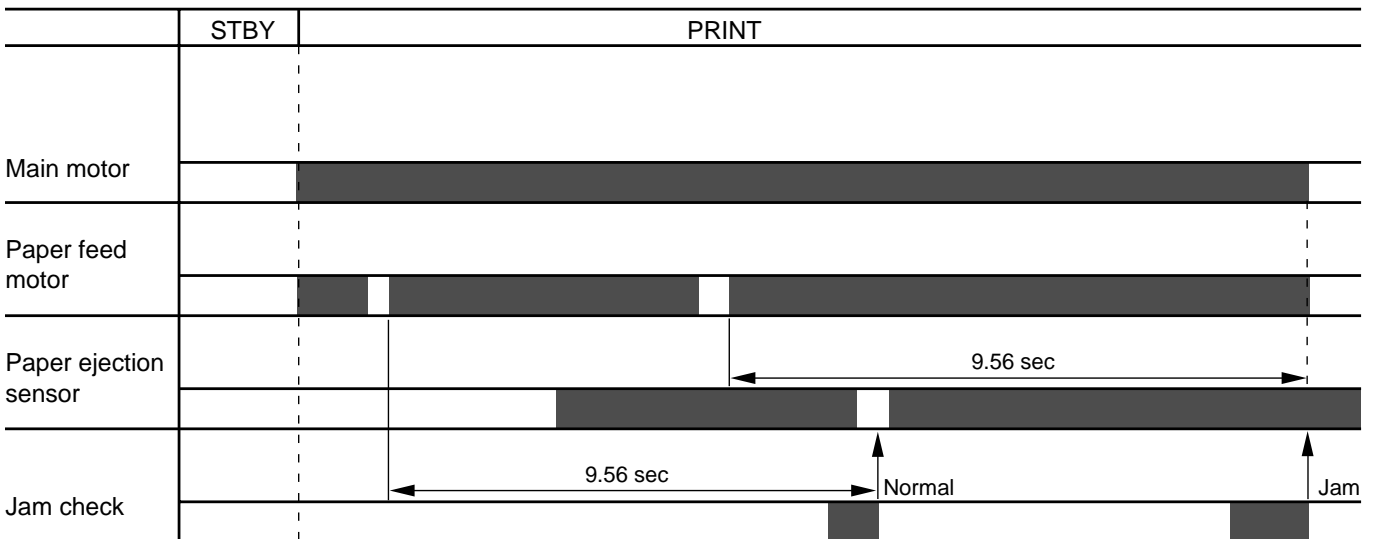 STBY PRINT
Main motor
Paper feed
motor
Paper ejection
sensor
9.56 sec
9.56 sec
Normal
Jam
Jam check